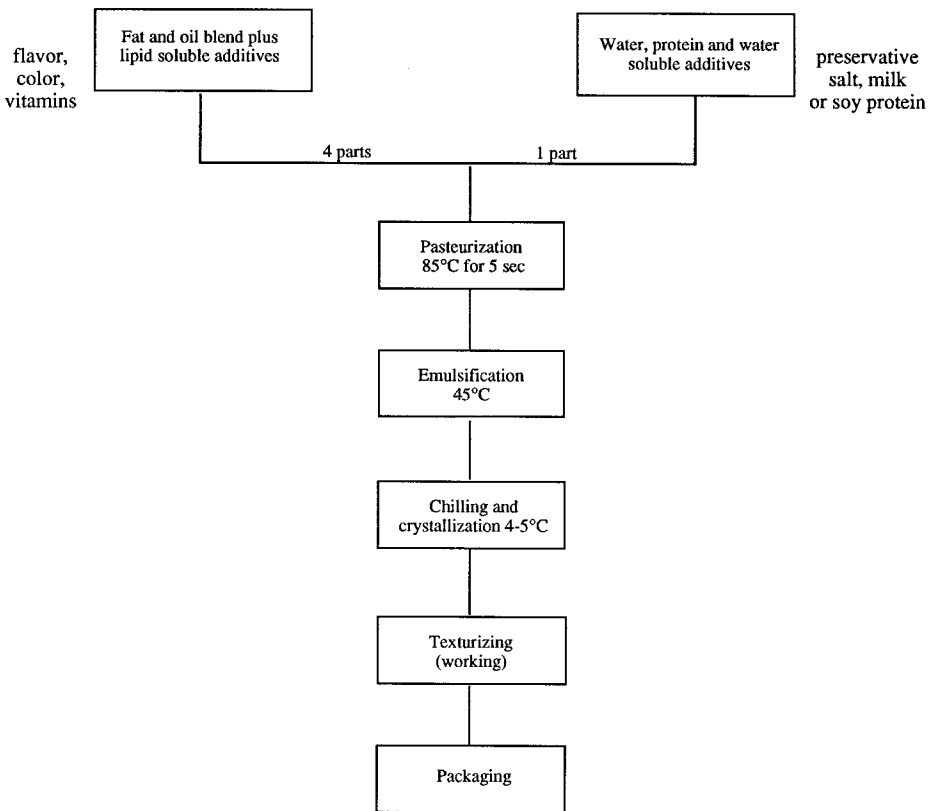 Fat and oil blend plus
lipid soluble additives
flavor,
color,
vitamins
Water, protein and water
soluble additives
preservative
salt, milk
or soy protein
4 parts
1 part
Pasteurization
85°C for 5 sec
Emulsification
45°C
Chilling and
crystallization 4-5°C
Texturizing
(working)
Packaging